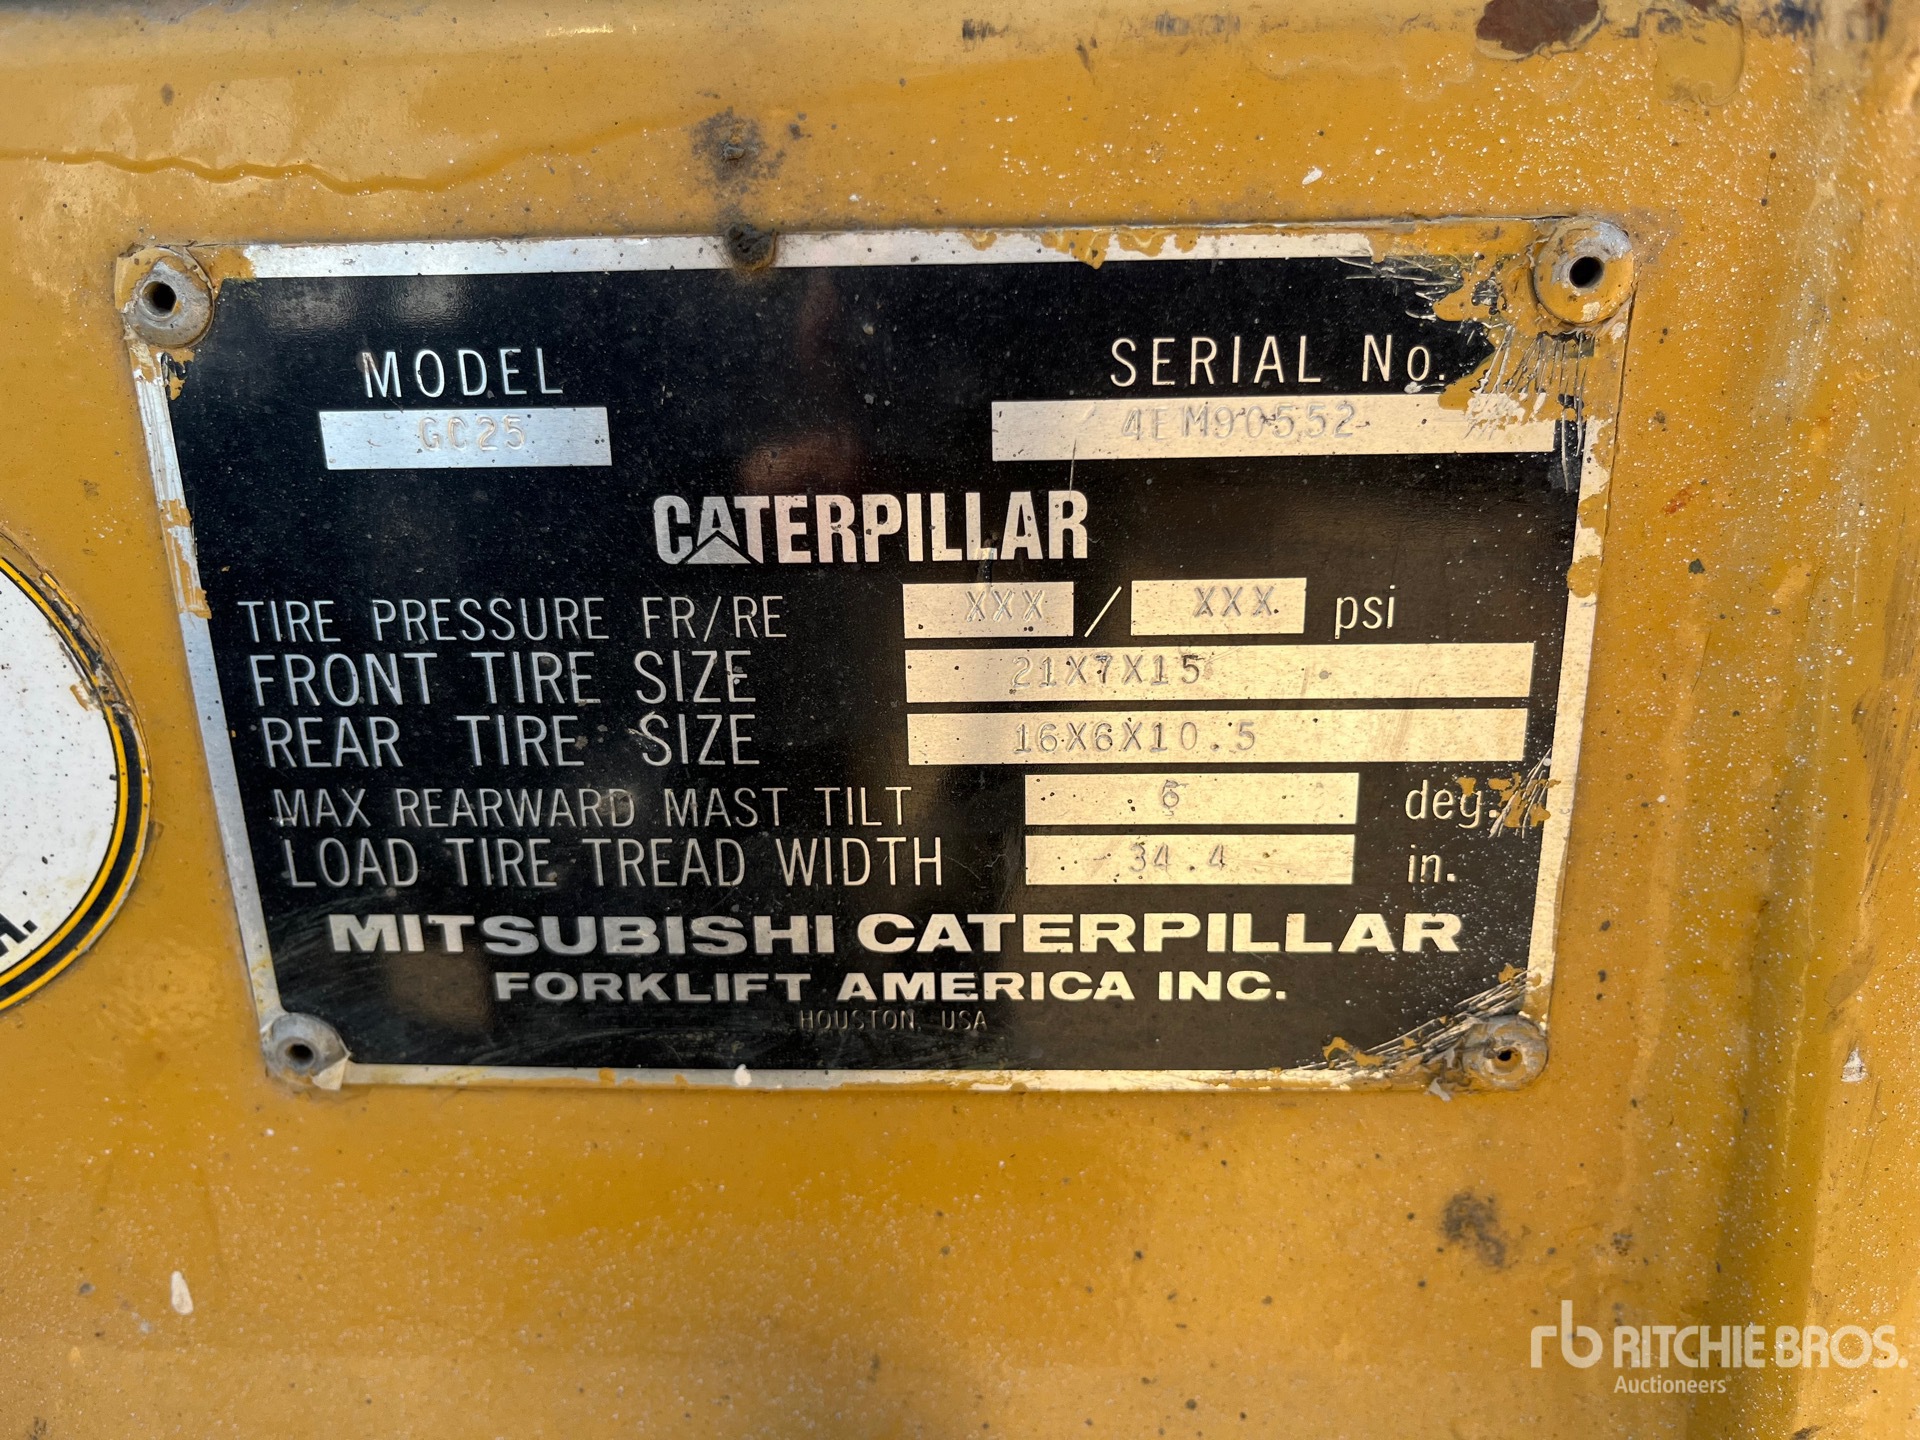 MODEL
GC25
SERIAL No.
4EM90552
CATERPILLAR
TIRE PRESSURE FR/RE XXX / XXX psi
FRONT TIRE SIZE 21X7X15
REAR TIRE SIZE 16X6X10.5
MAX REARWARD MAST TILT deg.
LOAD TIRE TREAD WIDTH 34.4 in.
MITSUBISHI CATERPILLAR
FORKLIFT AMERICA INC.
HOUSTON, USA
rb RITCHIE BROS.
Auctioneers